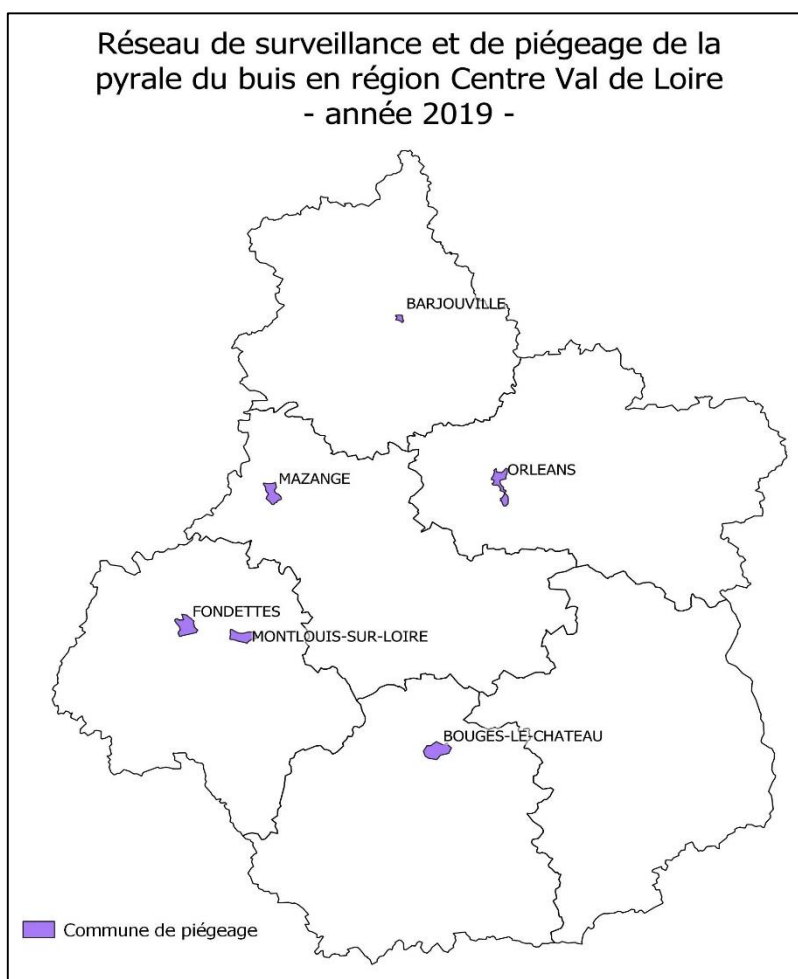 Réseau de surveillance et de piégeage de la
pyrale du buis en région Centre Val de Loire
- année 2019 -
BARJOUVILLE
MAZANGE
ORLEANS
FONDETTES
MONTLOUIS-SUR-LOIRE
BOUGES-LE-CHATEAU
Commune de piégeage